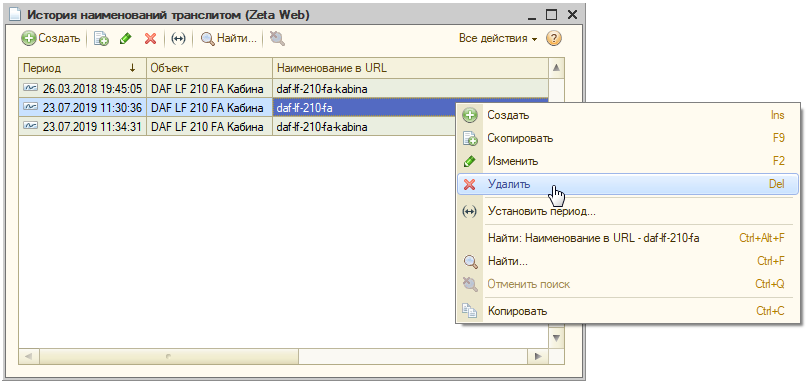 История наименований транслитом (Zeta Web)
Создать Найти... Все действия ?
Период ↓ Объект Наименование в URL
26.03.2018 19:45:05 DAF LF 210 FA Кабина daf-lf-210-fa-kabina
23.07.2019 11:30:36 DAF LF 210 FA Кабина daf-lf-210-fa
23.07.2019 11:34:31 DAF LF 210 FA Кабина daf-lf-210-fa-kabina
Создать Ins
Скопировать F9
Изменить F2
Удалить Del
Установить период...
Найти: Наименование в URL - daf-lf-210-fa Ctrl+Alt+F
Найти... Ctrl+F
Отменить поиск Ctrl+Q
Копировать Ctrl+C